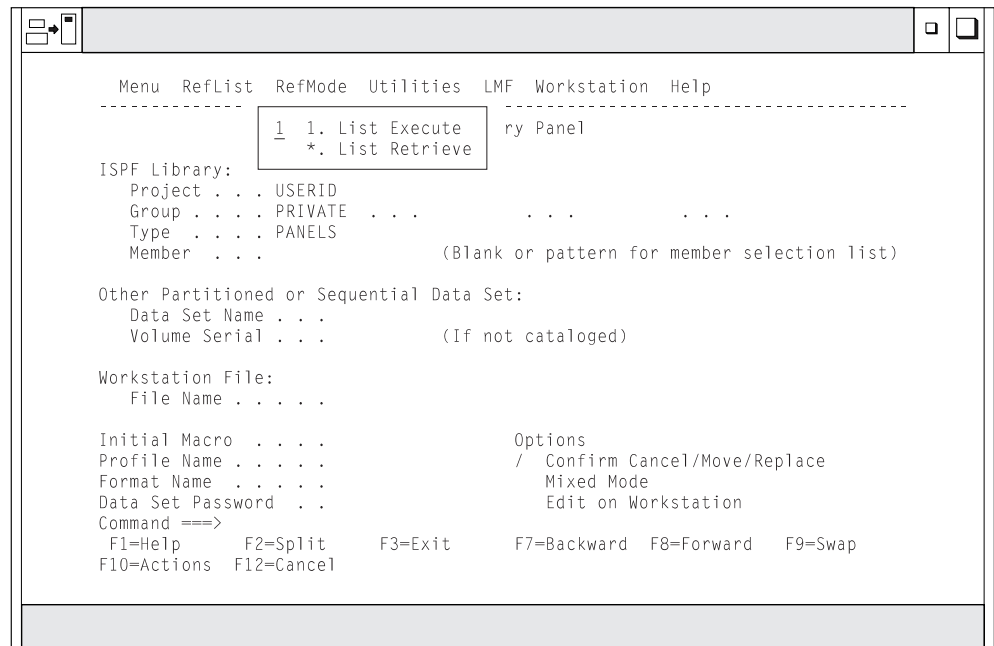 Menu RefList RefMode Utilities LMF Workstation Help
1 1. List Execute ry Panel
*. List Retrieve
ISPF Library:
Project . . . USERID
Group . . . . PRIVATE . . . . . . . . .
Type . . . . PANELS
Member . . . (Blank or pattern for member selection list)
Other Partitioned or Sequential Data Set:
Data Set Name . . .
Volume Serial . . . (If not cataloged)
Workstation File:
File Name . . . . .
Initial Macro . . . . Options
Profile Name . . . . . / Confirm Cancel/Move/Replace
Format Name . . . . . Mixed Mode
Data Set Password . . Edit on Workstation
Command ===>
F1=Help F2=Split F3=Exit F7=Backward F8=Forward F9=Swap
F10=Actions F12=Cancel